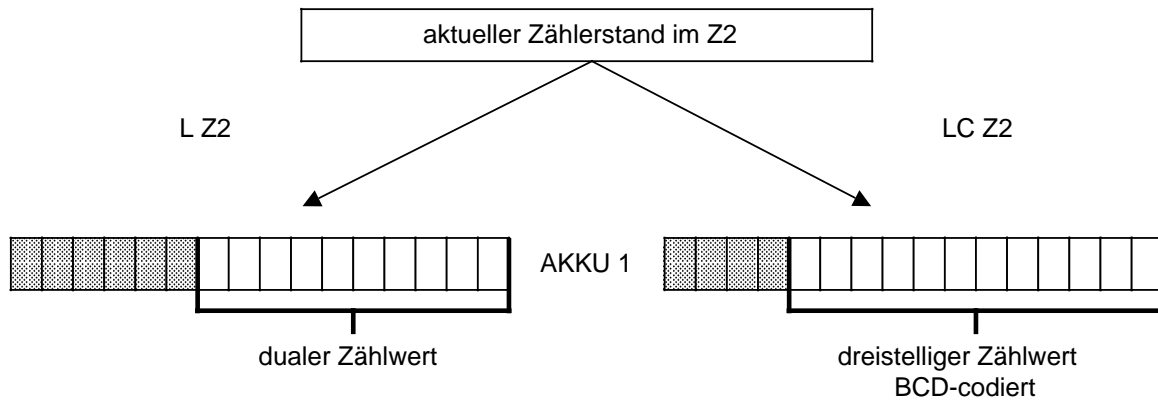 aktueller Zählerstand im Z2
L Z2
LC Z2
AKKU 1
dualer Zählwert
dreistelliger Zählwert
BCD-codiert